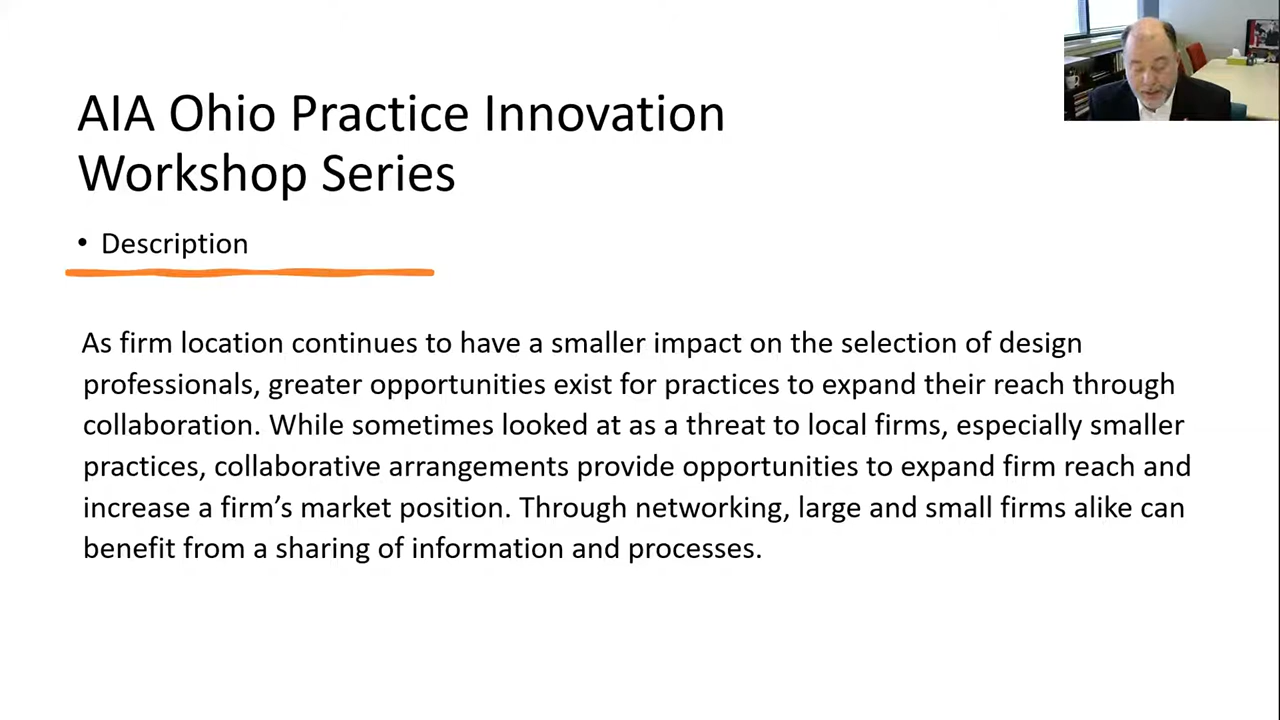 AIA Ohio Practice Innovation
Workshop Series
• Description
As firm location continues to have a smaller impact on the selection of design
professionals, greater opportunities exist for practices to expand their reach through
collaboration. While sometimes looked at as a threat to local firms, especially smaller
practices, collaborative arrangements provide opportunities to expand firm reach and
increase a firm’s market position. Through networking, large and small firms alike can
benefit from a sharing of information and processes.